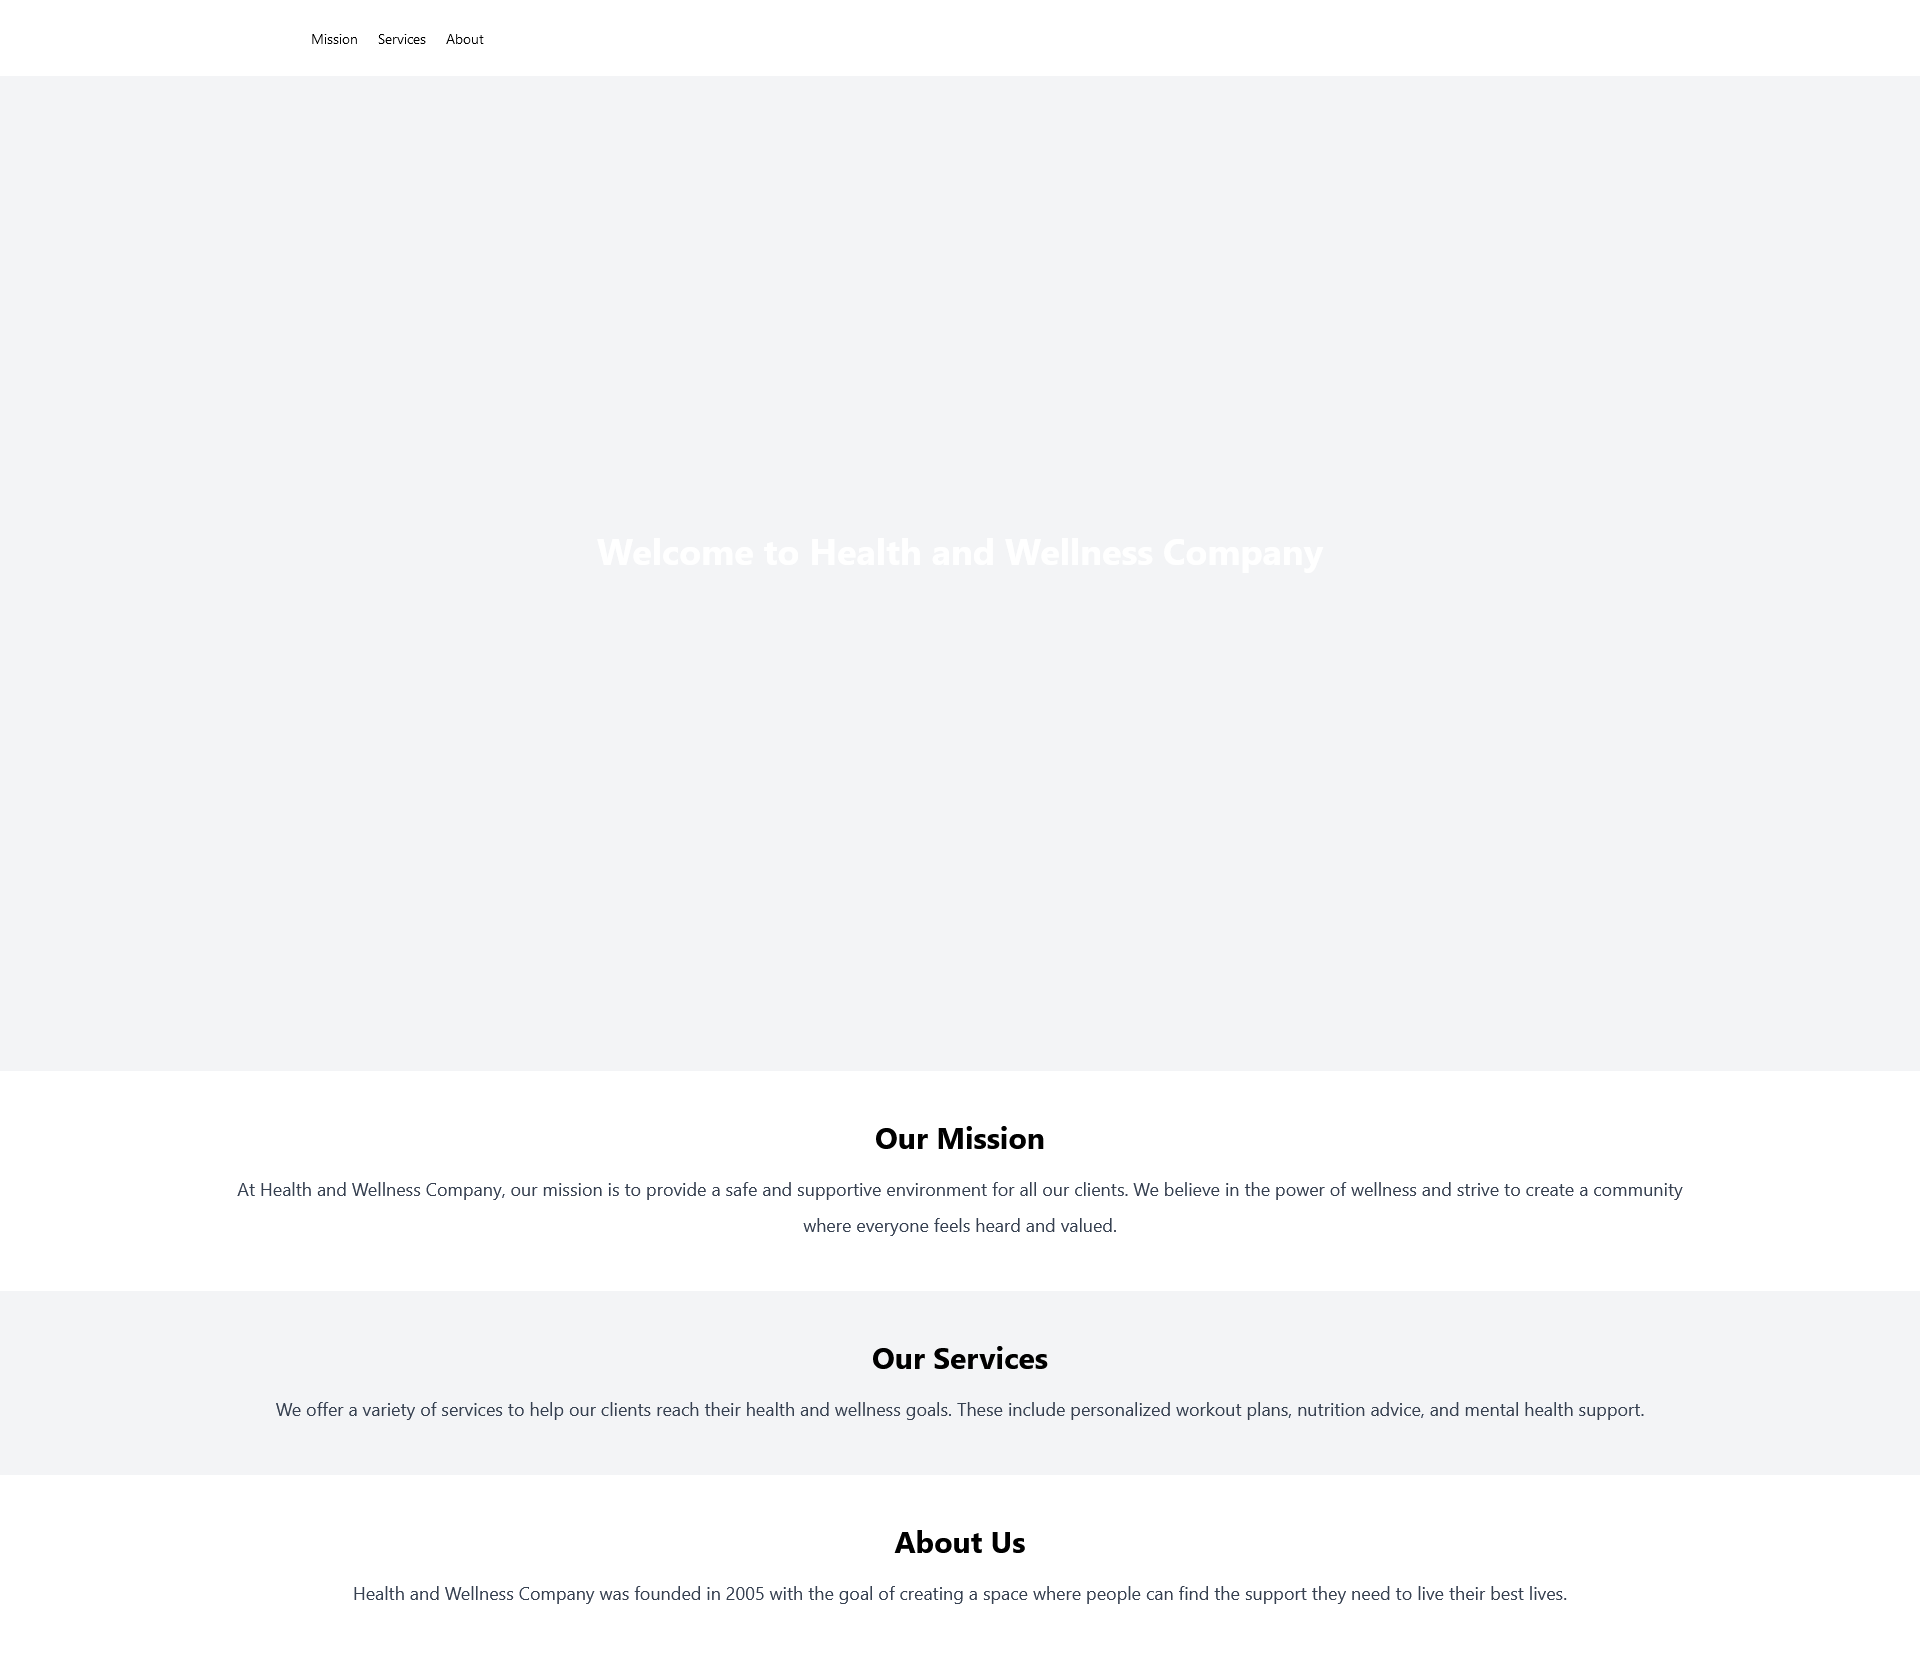 Mission Services About
Welcome to Health and Wellness Company
Our Mission
At Health and Wellness Company, our mission is to provide a safe and supportive environment for all our clients. We believe in the power of wellness and strive to create a community
where everyone feels heard and valued.
Our Services
We offer a variety of services to help our clients reach their health and wellness goals. These include personalized workout plans, nutrition advice, and mental health support.
About Us
Health and Wellness Company was founded in 2005 with the goal of creating a space where people can find the support they need to live their best lives.